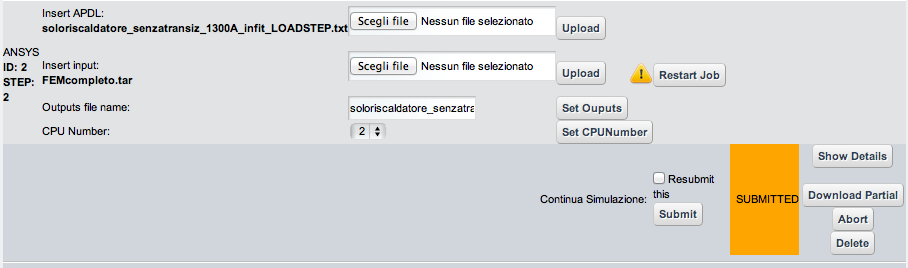 Insert APDL:
soloriscaldatore_senzatransiz_1300A_infit_LOADSTEP.txt
Scegli file Nessun file selezionato
Upload
ANSYS
ID: 2
STEP:
2
Insert input:
FEMcompleto.tar
Scegli file Nessun file selezionato
Upload
Restart Job
Outputs file name:
soloriscaldatore_senzatra
Set Ouputs
CPU Number:
2
Set CPUNumber
Continua Simulazione:
Resubmit
this
Submit
SUBMITTED
Show Details
Download Partial
Abort
Delete